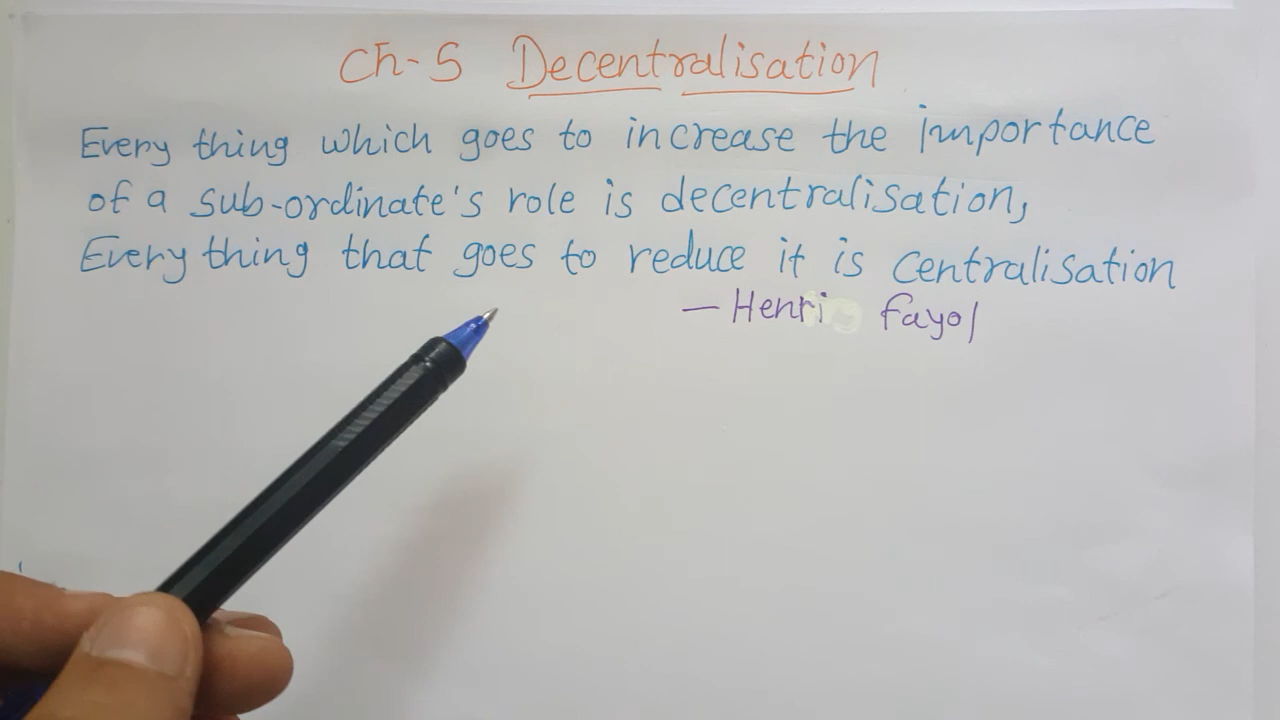 Ch-5 Decentralisation
Every thing which goes to increase the importance
of a sub-ordinate's role is decentralisation,
Every thing that goes to reduce it is centralisation
— Henri fayol